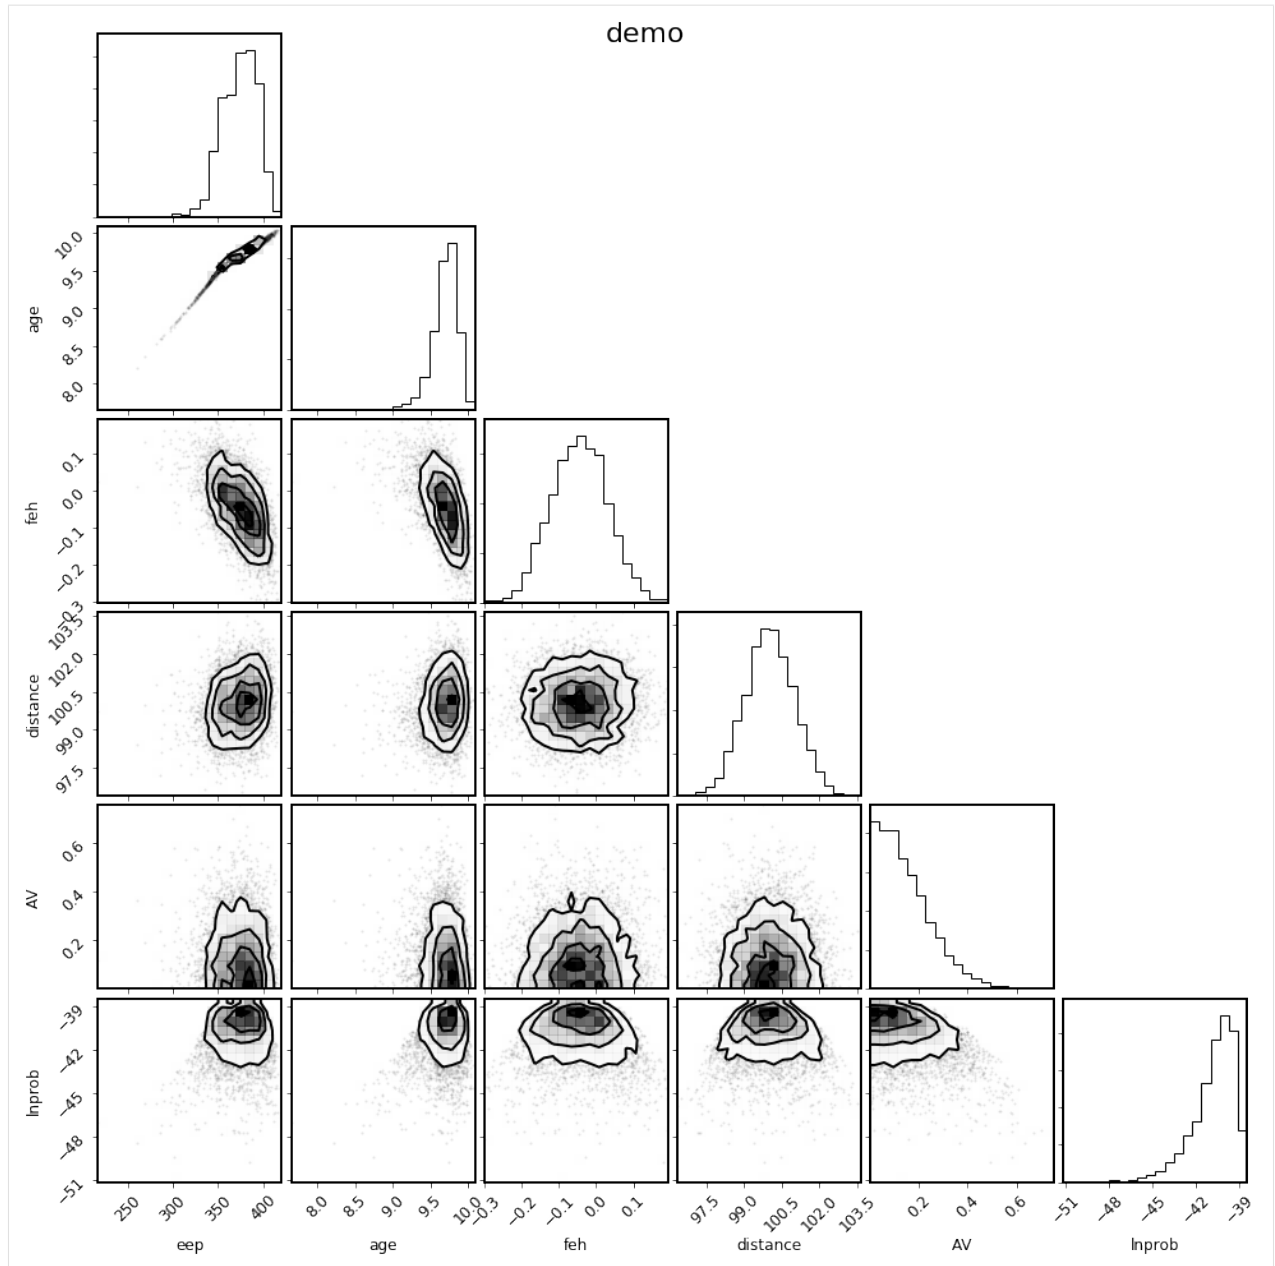 demo
age
10.0
9.5
9.0
8.5
8.0
feh
0.1
0.0
−0.1
−0.2
−0.3
distance
103.5
102.0
100.5
99.0
97.5
AV
0.6
0.4
0.2
lnprob
−39
−42
−45
−48
−51
250 300 350 400 8.0 8.5 9.0 9.5 10.0 −0.3 −0.2 −0.1 0.0 0.1 97.5 99.0 100.5 102.0 103.5 0.2 0.4 0.6 −51 −48 −45 −42 −39
eep age feh distance AV lnprob